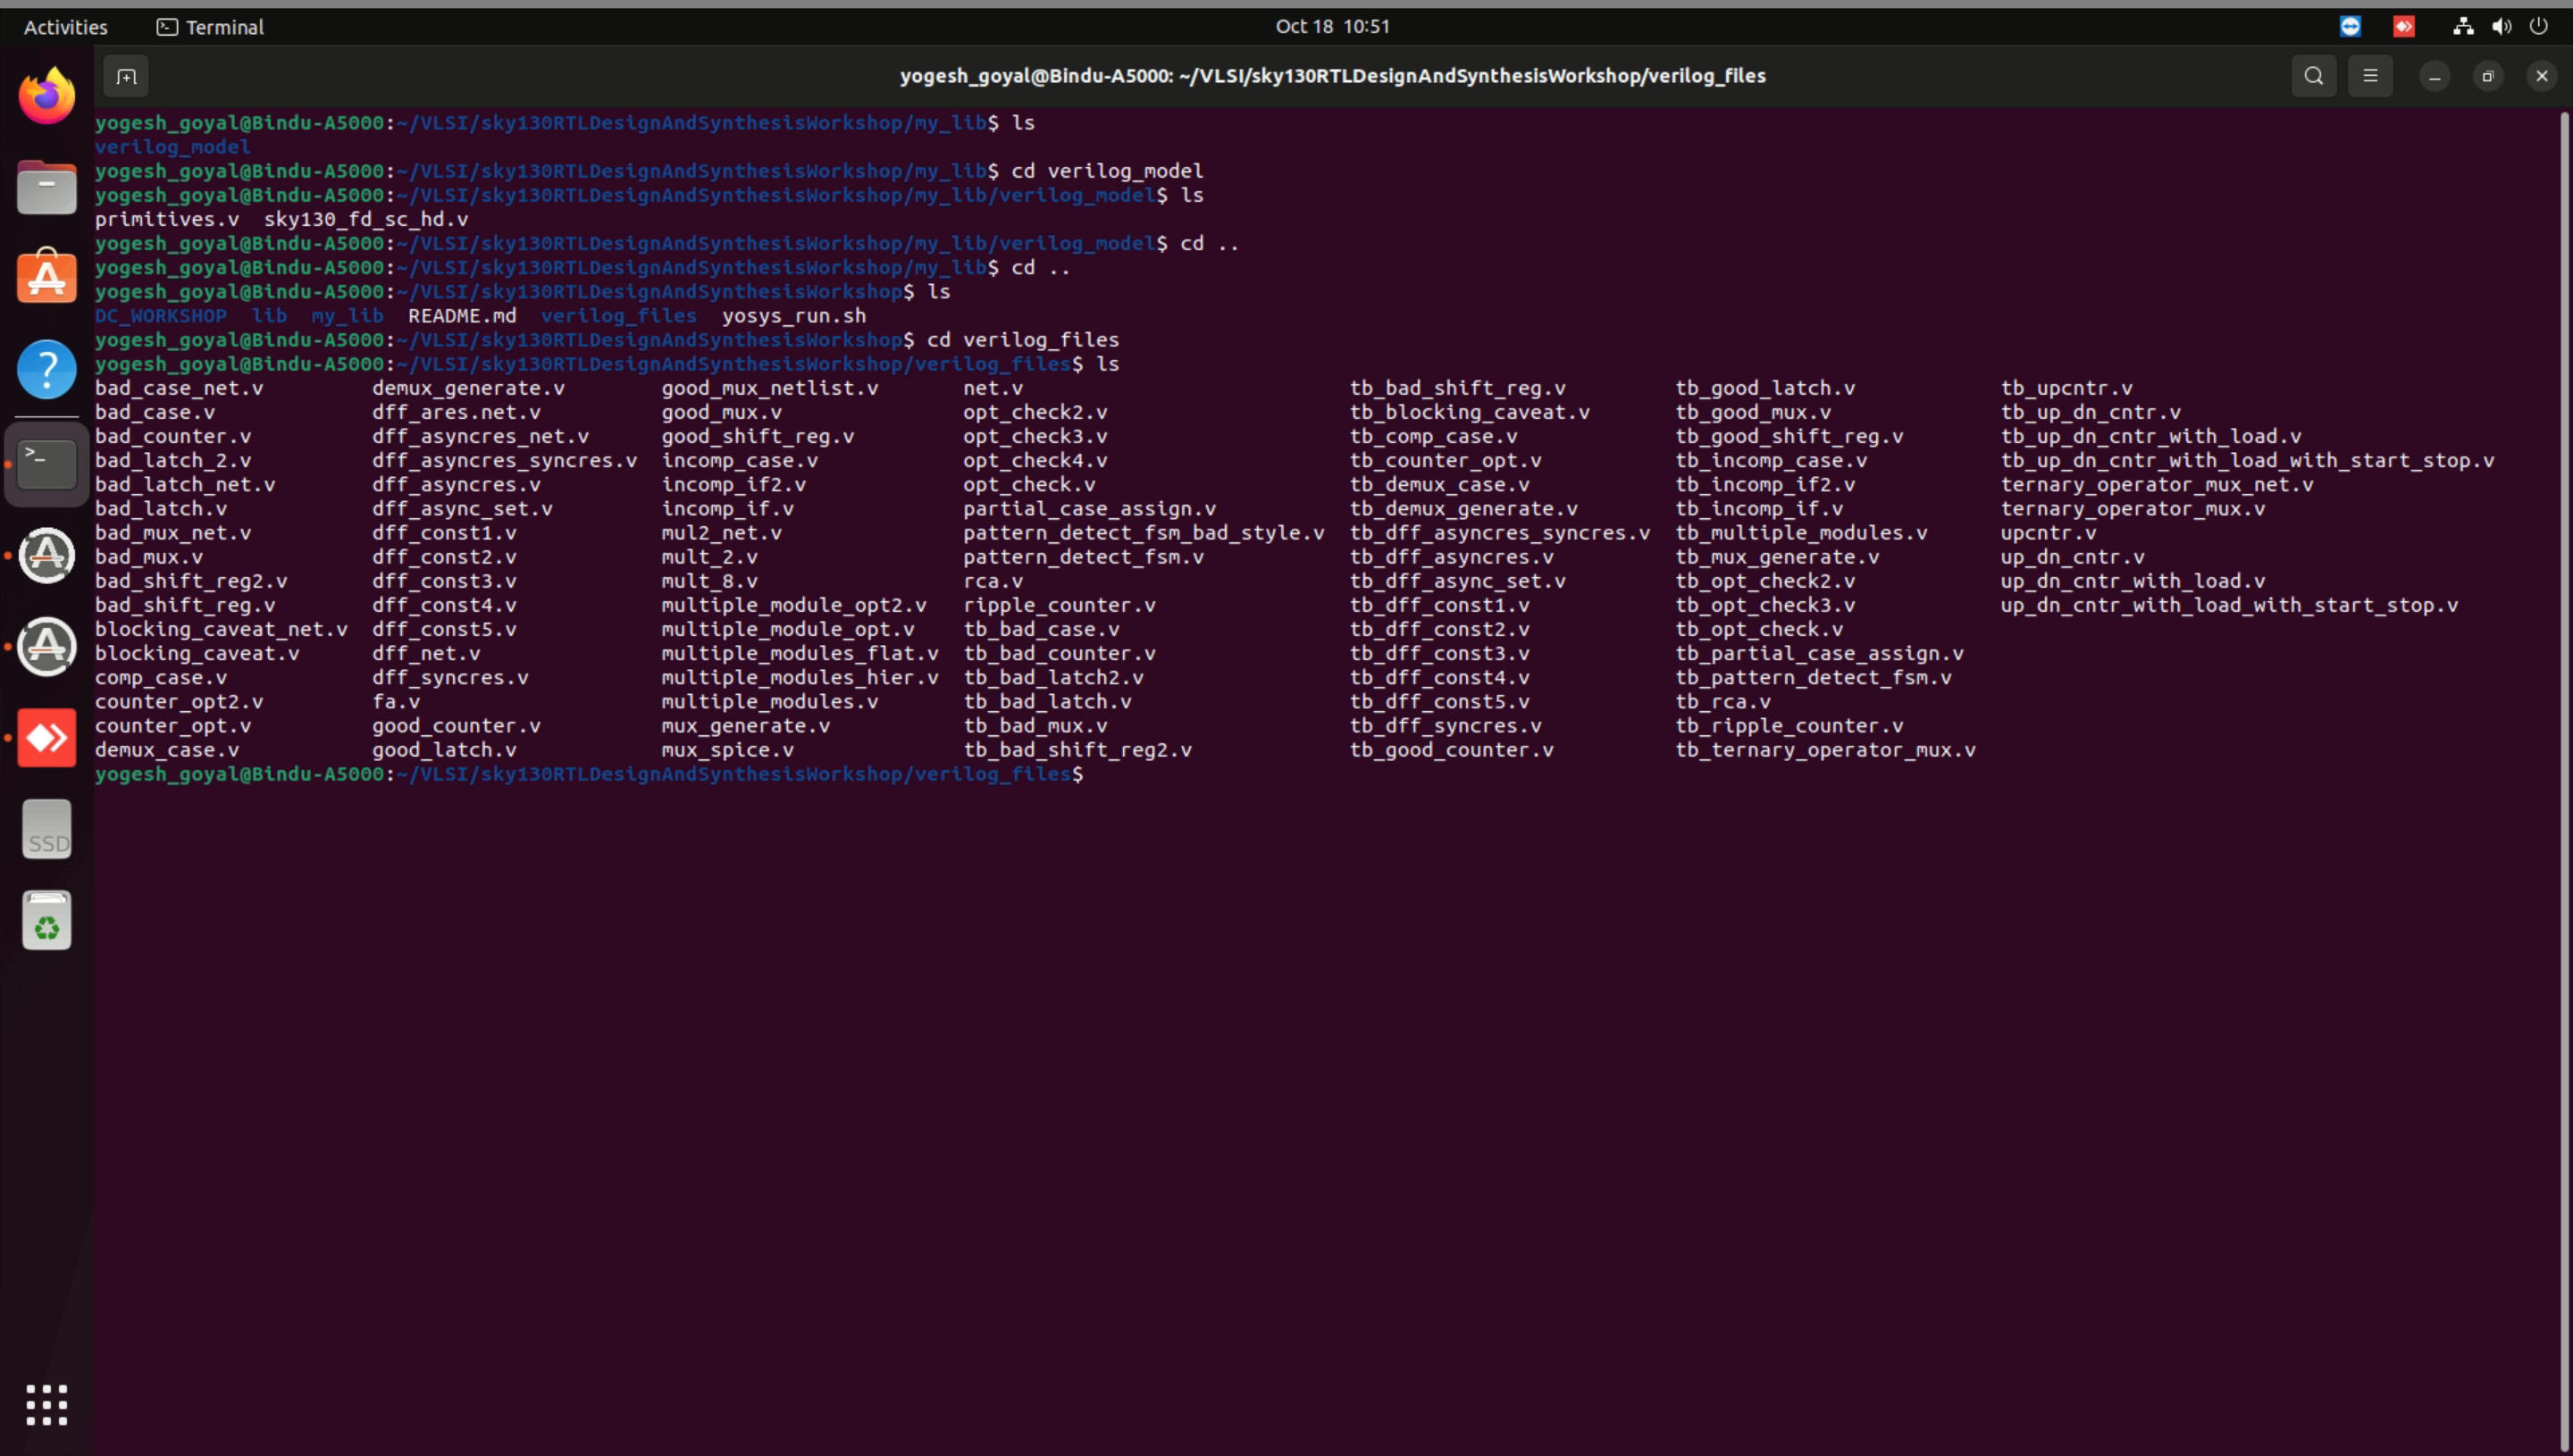 Activities Terminal Oct 18 10:51
yogesh_goyal@Bindu-A5000: ~/VLSI/sky130RTLDesignAndSynthesisWorkshop/verilog_files
yogesh_goyal@Bindu-A5000:~/VLSI/sky130RTLDesignAndSynthesisWorkshop/my_lib$ ls
verilog_model
yogesh_goyal@Bindu-A5000:~/VLSI/sky130RTLDesignAndSynthesisWorkshop/my_lib$ cd verilog_model
yogesh_goyal@Bindu-A5000:~/VLSI/sky130RTLDesignAndSynthesisWorkshop/my_lib/verilog_model$ ls
primitives.v sky130_fd_sc_hd.v
yogesh_goyal@Bindu-A5000:~/VLSI/sky130RTLDesignAndSynthesisWorkshop/my_lib/verilog_model$ cd ..
yogesh_goyal@Bindu-A5000:~/VLSI/sky130RTLDesignAndSynthesisWorkshop/my_lib$ cd ..
yogesh_goyal@Bindu-A5000:~/VLSI/sky130RTLDesignAndSynthesisWorkshop$ ls
DC_WORKSHOP lib my_lib README.md verilog_files yosys_run.sh
yogesh_goyal@Bindu-A5000:~/VLSI/sky130RTLDesignAndSynthesisWorkshop$ cd verilog_files
yogesh_goyal@Bindu-A5000:~/VLSI/sky130RTLDesignAndSynthesisWorkshop/verilog_files$ ls
bad_case_net.v demux_generate.v good_mux_netlist.v net.v tb_bad_shift_reg.v tb_good_latch.v tb_upcntr.v
bad_case.v dff_ares.net.v good_mux.v opt_check2.v tb_blocking_caveat.v tb_good_mux.v tb_up_dn_cntr.v
bad_counter.v dff_asyncres_net.v good_shift_reg.v opt_check3.v tb_comp_case.v tb_good_shift_reg.v tb_up_dn_cntr_with_load.v
bad_latch_2.v dff_asyncres_syncres.v incomp_case.v opt_check4.v tb_counter_opt.v tb_incomp_case.v tb_up_dn_cntr_with_load_with_start_stop.v
bad_latch_net.v dff_asyncres.v incomp_if2.v opt_check.v tb_demux_case.v tb_incomp_if2.v ternary_operator_mux_net.v
bad_latch.v dff_async_set.v incomp_if.v partial_case_assign.v tb_demux_generate.v tb_incomp_if.v ternary_operator_mux.v
bad_mux_net.v dff_const1.v mul2_net.v pattern_detect_fsm_bad_style.v tb_dff_asyncres_syncres.v tb_multiple_modules.v upcntr.v
bad_mux.v dff_const2.v mult_2.v pattern_detect_fsm.v tb_dff_asyncres.v tb_mux_generate.v up_dn_cntr.v
bad_shift_reg2.v dff_const3.v mult_8.v rca.v tb_dff_async_set.v tb_opt_check2.v up_dn_cntr_with_load.v
bad_shift_reg.v dff_const4.v multiple_module_opt2.v ripple_counter.v tb_dff_const1.v tb_opt_check3.v up_dn_cntr_with_load_with_start_stop.v
blocking_caveat_net.v dff_const5.v multiple_module_opt.v tb_bad_case.v tb_dff_const2.v tb_opt_check.v
blocking_caveat.v dff_net.v multiple_modules_flat.v tb_bad_counter.v tb_dff_const3.v tb_partial_case_assign.v
comp_case.v dff_syncres.v multiple_modules_hier.v tb_bad_latch2.v tb_dff_const4.v tb_pattern_detect_fsm.v
counter_opt2.v fa.v multiple_modules.v tb_bad_latch.v tb_dff_const5.v tb_rca.v
counter_opt.v good_counter.v mux_generate.v tb_bad_mux.v tb_dff_syncres.v tb_ripple_counter.v
demux_case.v good_latch.v mux_spice.v tb_bad_shift_reg2.v tb_good_counter.v tb_ternary_operator_mux.v
yogesh_goyal@Bindu-A5000:~/VLSI/sky130RTLDesignAndSynthesisWorkshop/verilog_files$
SSD